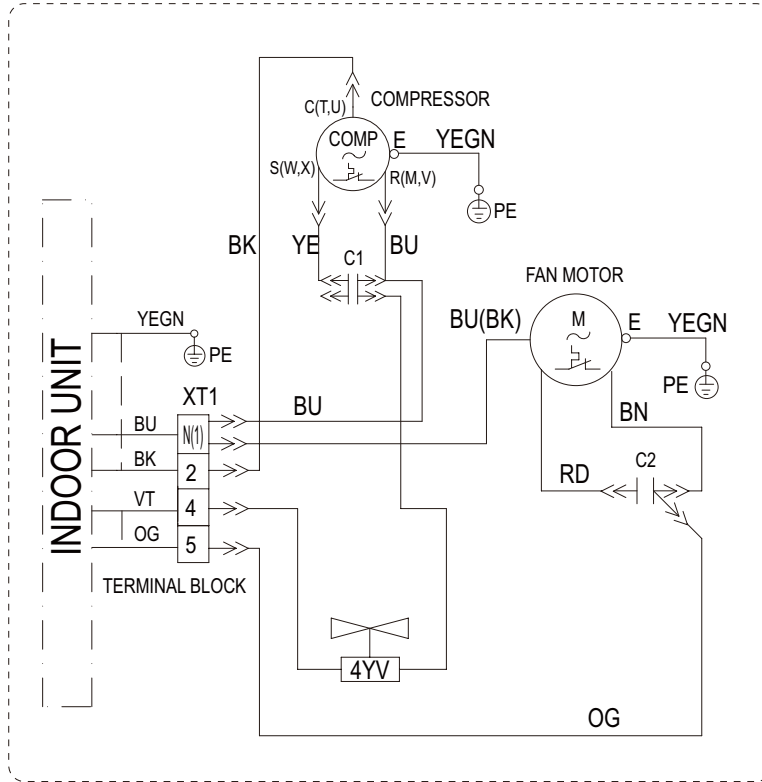 C(T,U)
COMPRESSOR
COMP
E
YEGN
S(W,X)
R(M,V)
PE
BK
YE
BU
C1
FAN MOTOR
BU(BK)
M
E
YEGN
YEGN
PE
PE
XT1
BU
BN
BU
N(1)
C2
BK
2
RD
VT
4
OG
5
INDOOR UNIT
TERMINAL BLOCK
4YV
OG